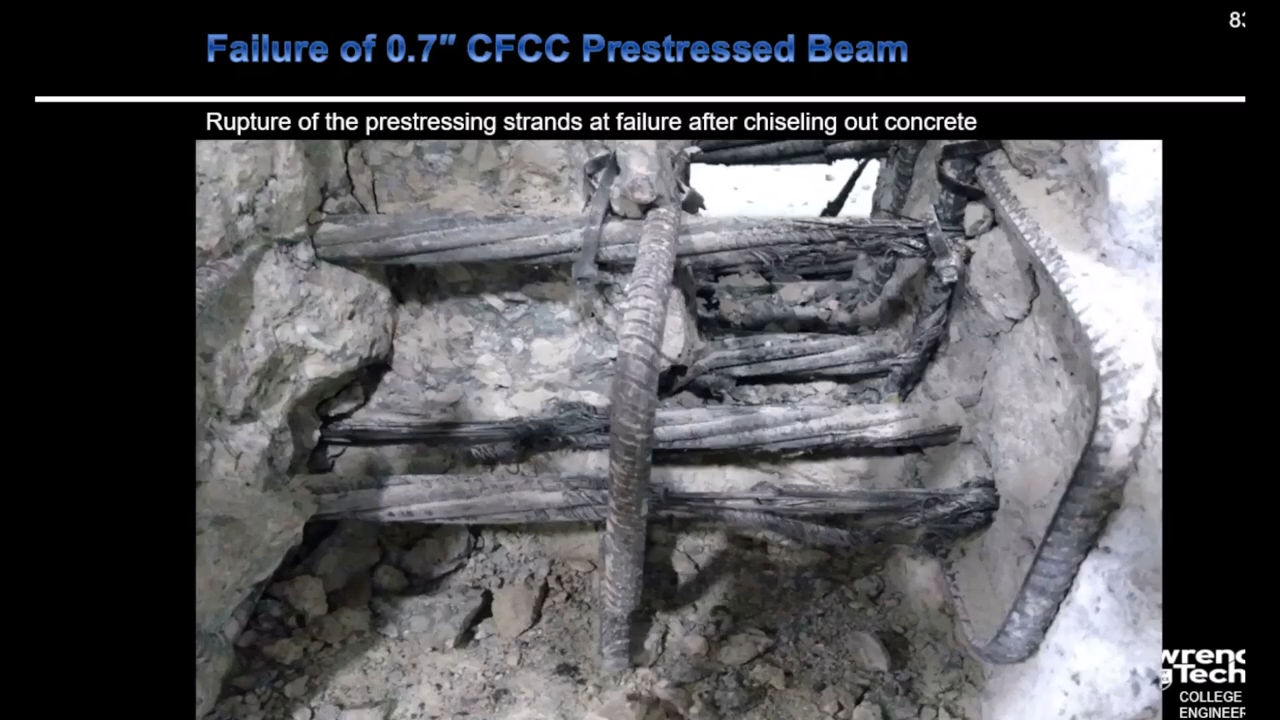 Failure of 0.7″ CFCC Prestressed Beam
Rupture of the prestressing strands at failure after chiseling out concrete
Tech
COLLEGE